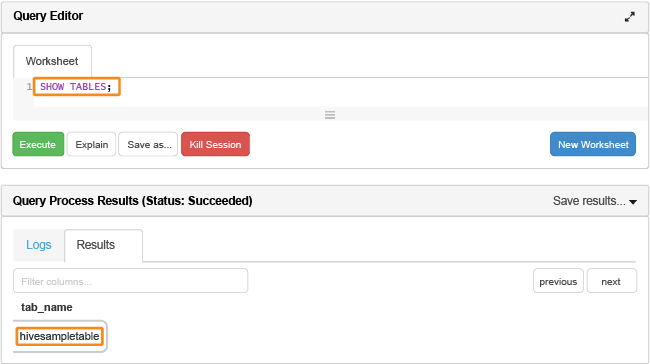 Query Editor
Worksheet
1 SHOW TABLES;
Execute Explain Save as... Kill Session New Worksheet
Query Process Results (Status: Succeeded) Save results...
Logs Results
Filter columns... previous next
tab_name
hivesampletable